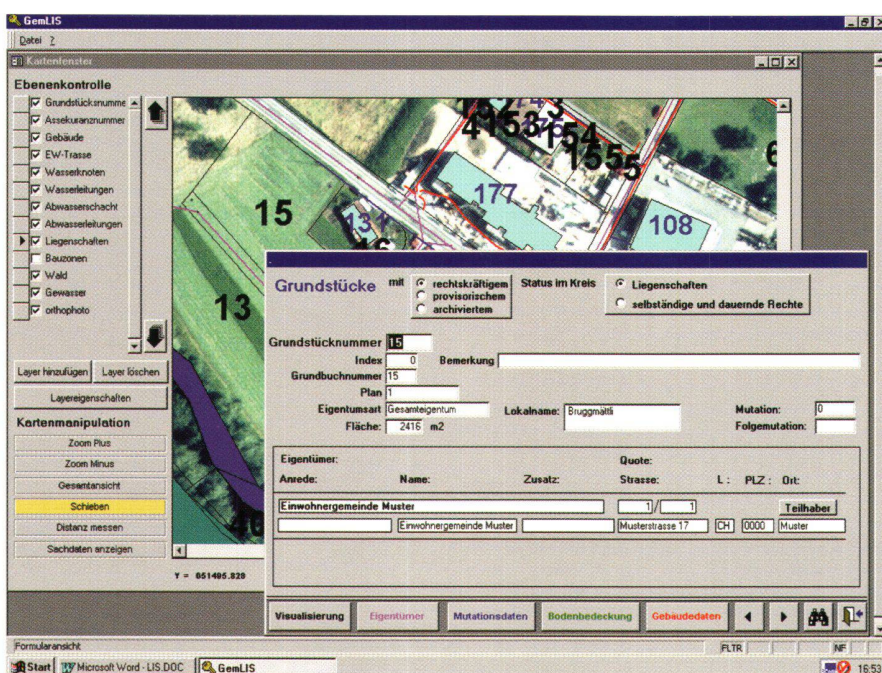 GemLIS
Datei ?
Kartenfenster
Ebenenkontrolle
Grundstücksnumme
Assekuranznummer
Gebäude
EW-Trasse
Wasserknoten
Wasserleitungen
Abwasserschacht
Abwasserleitungen
Liegenschaften
Bauzonen
Wald
Gewässer
orthophoto
Layer hinzufügen Layer löschen
Layereigenschaften
Kartenmanipulation
Zoom Plus
Zoom Minus
Gesamtansicht
Schieben
Distanz messen
Sachdaten anzeigen
153
154
155
177
15
131
108
13
Y = 651495.828
Grundstücke mit rechtskräftigem Status im Kreis Liegenschaften
provisorischem
archiviertem
selbständige und dauernde Rechte
Grundstücknummer 15
Index 0 Bemerkung
Grundbuchnummer 15
Plan 1
Eigentumsart Gesamteigentum Lokalname: Bruggmättli Mutation: 0
Fläche: 2416 m2 Folgemutation:
Eigentümer: Quote:
Anrede: Name: Zusatz: Strasse: L : PLZ : Ort:
Einwohnergemeinde Muster 1/ 1 Teilhaber
Einwohnergemeinde Muster Musterstrasse 17 CH 0000 Muster
Visualisierung Eigentümer Mutationsdaten Bodenbedeckung Gebäudedaten
Formularansicht FLTR NF
Start Microsoft Word - LIS.DOC GemLIS 16:53